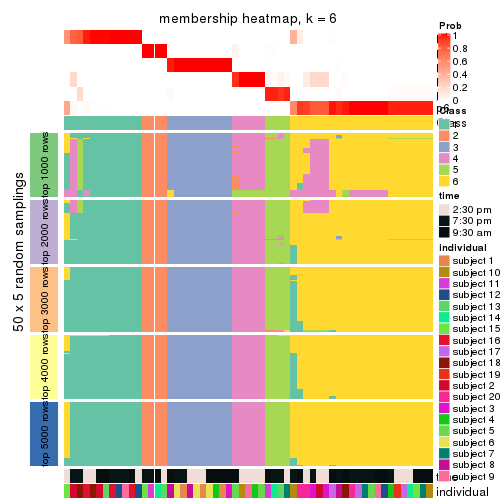 membership heatmap, k = 6
50 x 5 random samplings
top 1000 rows
top 2000 rows
top 3000 rows
top 4000 rows
top 5000 rows
Prob
1
0.8
0.6
0.4
0.2
0
Class
Class
2
3
4
5
6
time
2:30 pm
7:30 pm
9:30 am
individual
subject 1
subject 10
subject 11
subject 12
subject 13
subject 14
subject 15
subject 16
subject 17
subject 18
subject 19
subject 2
subject 20
subject 3
subject 4
subject 5
subject 6
subject 7
subject 8
subject 9
individual